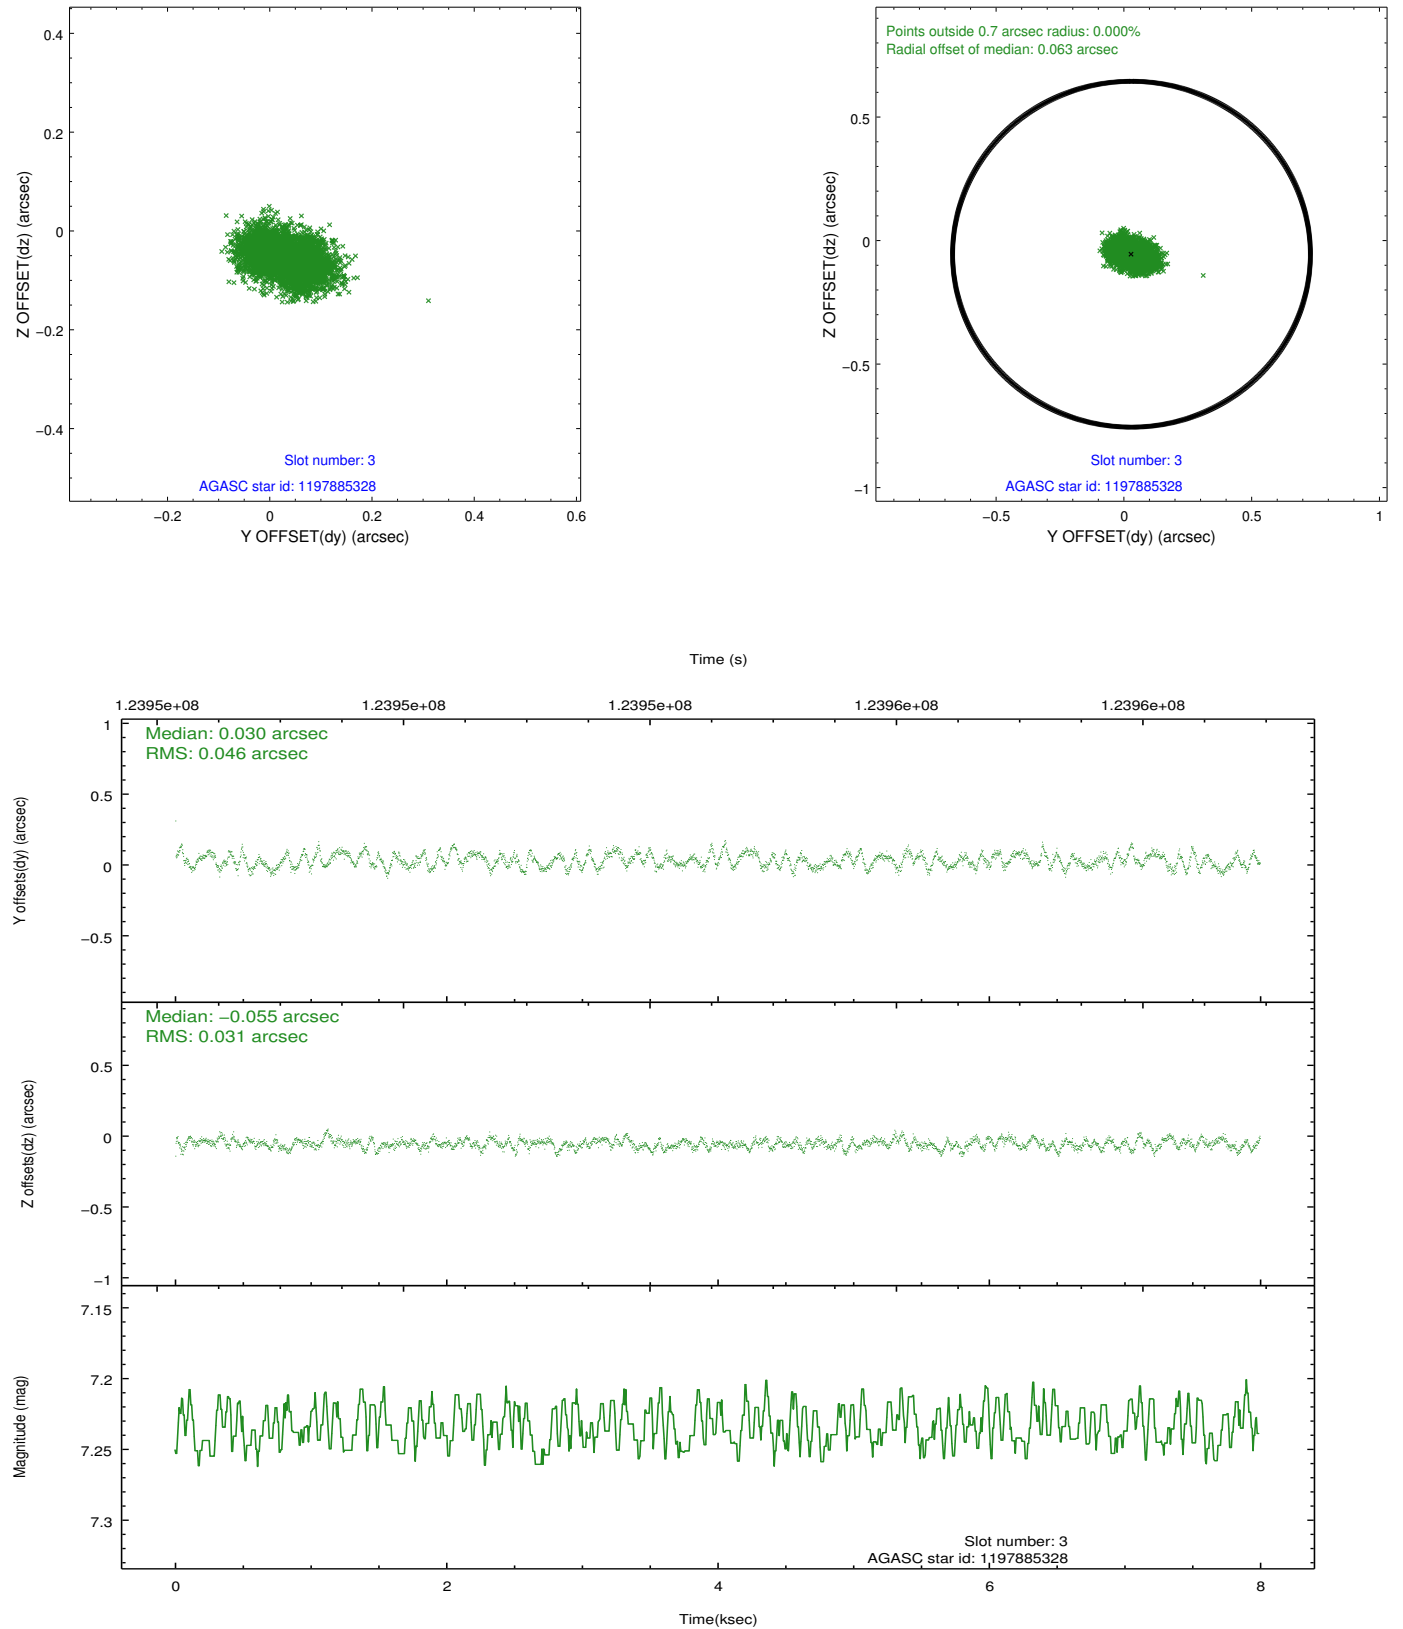 0.4
0.2
0
−0.2
−0.4
Z OFFSET(dz) (arcsec)
Slot number: 3
AGASC star id: 1197885328
−0.2 0 0.2 0.4 0.6
Y OFFSET(dy) (arcsec)
Points outside 0.7 arcsec radius: 0.000%
Radial offset of median: 0.063 arcsec
0.5
0
−0.5
−1
Z OFFSET(dz) (arcsec)
Slot number: 3
AGASC star id: 1197885328
−0.5 0 0.5 1
Y OFFSET(dy) (arcsec)
Time (s)
1.2395e+08 1.2395e+08 1.2395e+08 1.2396e+08 1.2396e+08
Median: 0.030 arcsec
RMS: 0.046 arcsec
1
0.5
0
−0.5
Y offsets(dy) (arcsec)
Median: −0.055 arcsec
RMS: 0.031 arcsec
0.5
0
−0.5
−1
Z offsets(dz) (arcsec)
7.15
7.2
7.25
7.3
Magnitude (mag)
Slot number: 3
AGASC star id: 1197885328
0 2 4 6 8
Time(ksec)